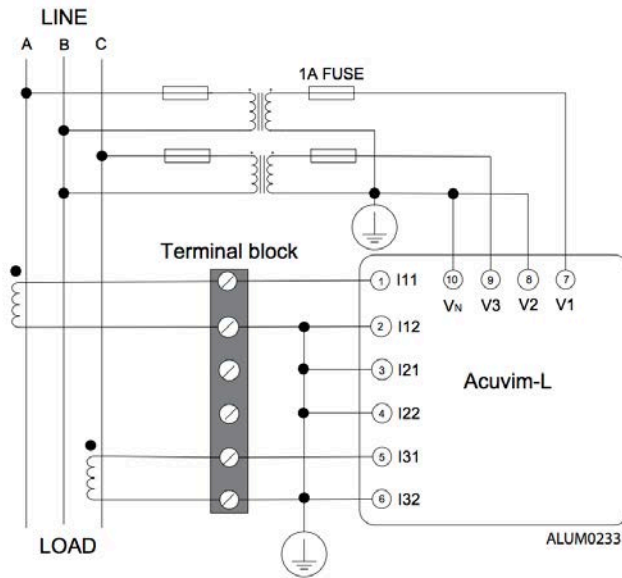 LINE
A B C
1A FUSE
Terminal block
10 9 8 7
VN V3 V2 V1
1 I11
2 I12
3 I21
4 I22
5 I31
6 I32
Acuvim-L
LOAD
ALUM0233